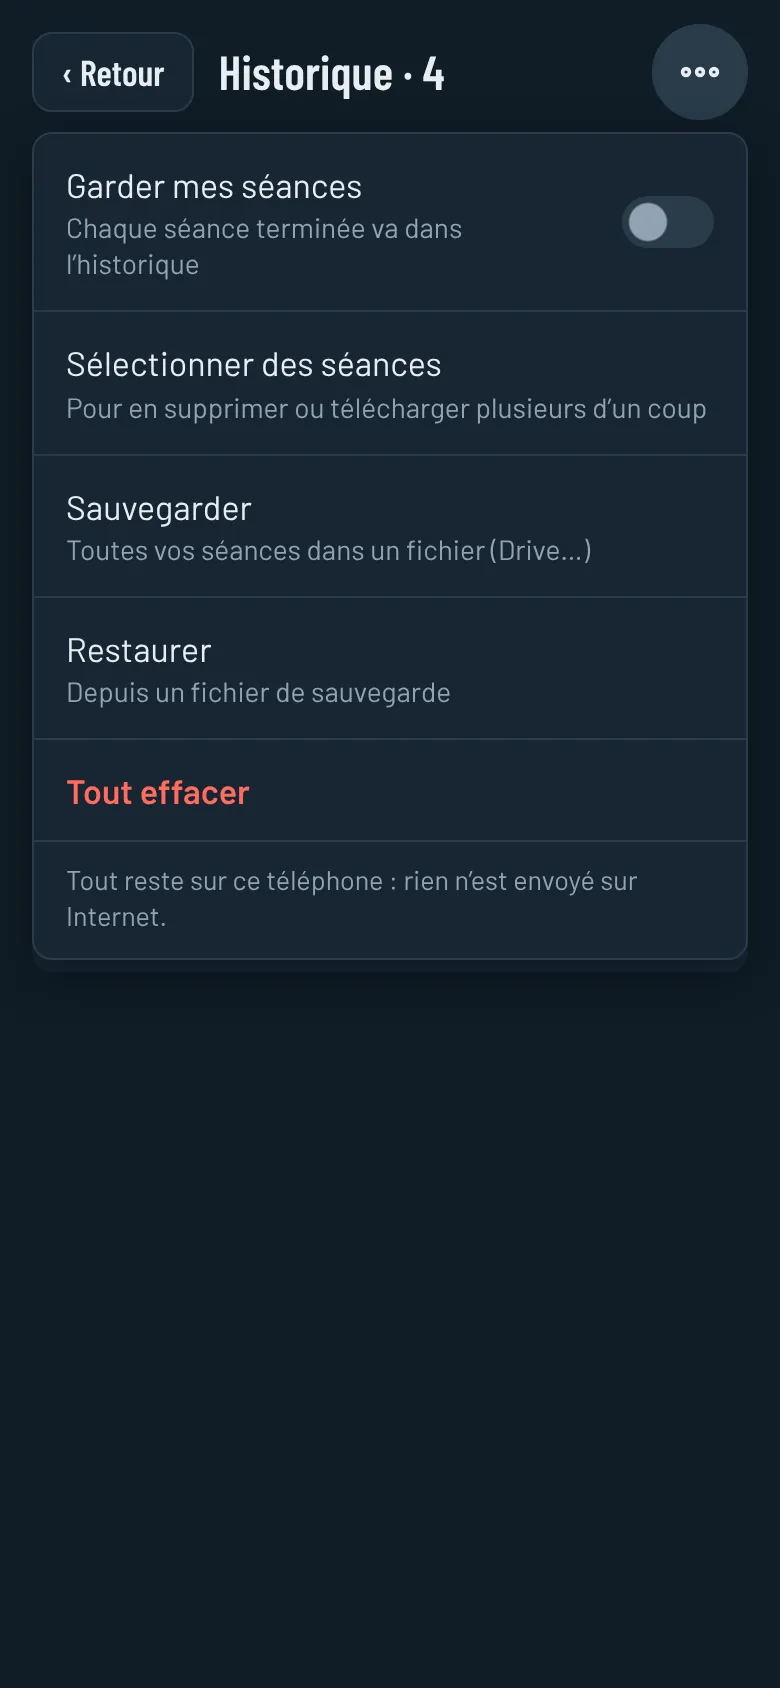 ‹ Retour
Historique · 4
Garder mes séances
Chaque séance terminée va dans
l’historique
Sélectionner des séances
Pour en supprimer ou télécharger plusieurs d’un coup
Sauvegarder
Toutes vos séances dans un fichier (Drive…)
Restaurer
Depuis un fichier de sauvegarde
Tout effacer
Tout reste sur ce téléphone : rien n’est envoyé sur
Internet.